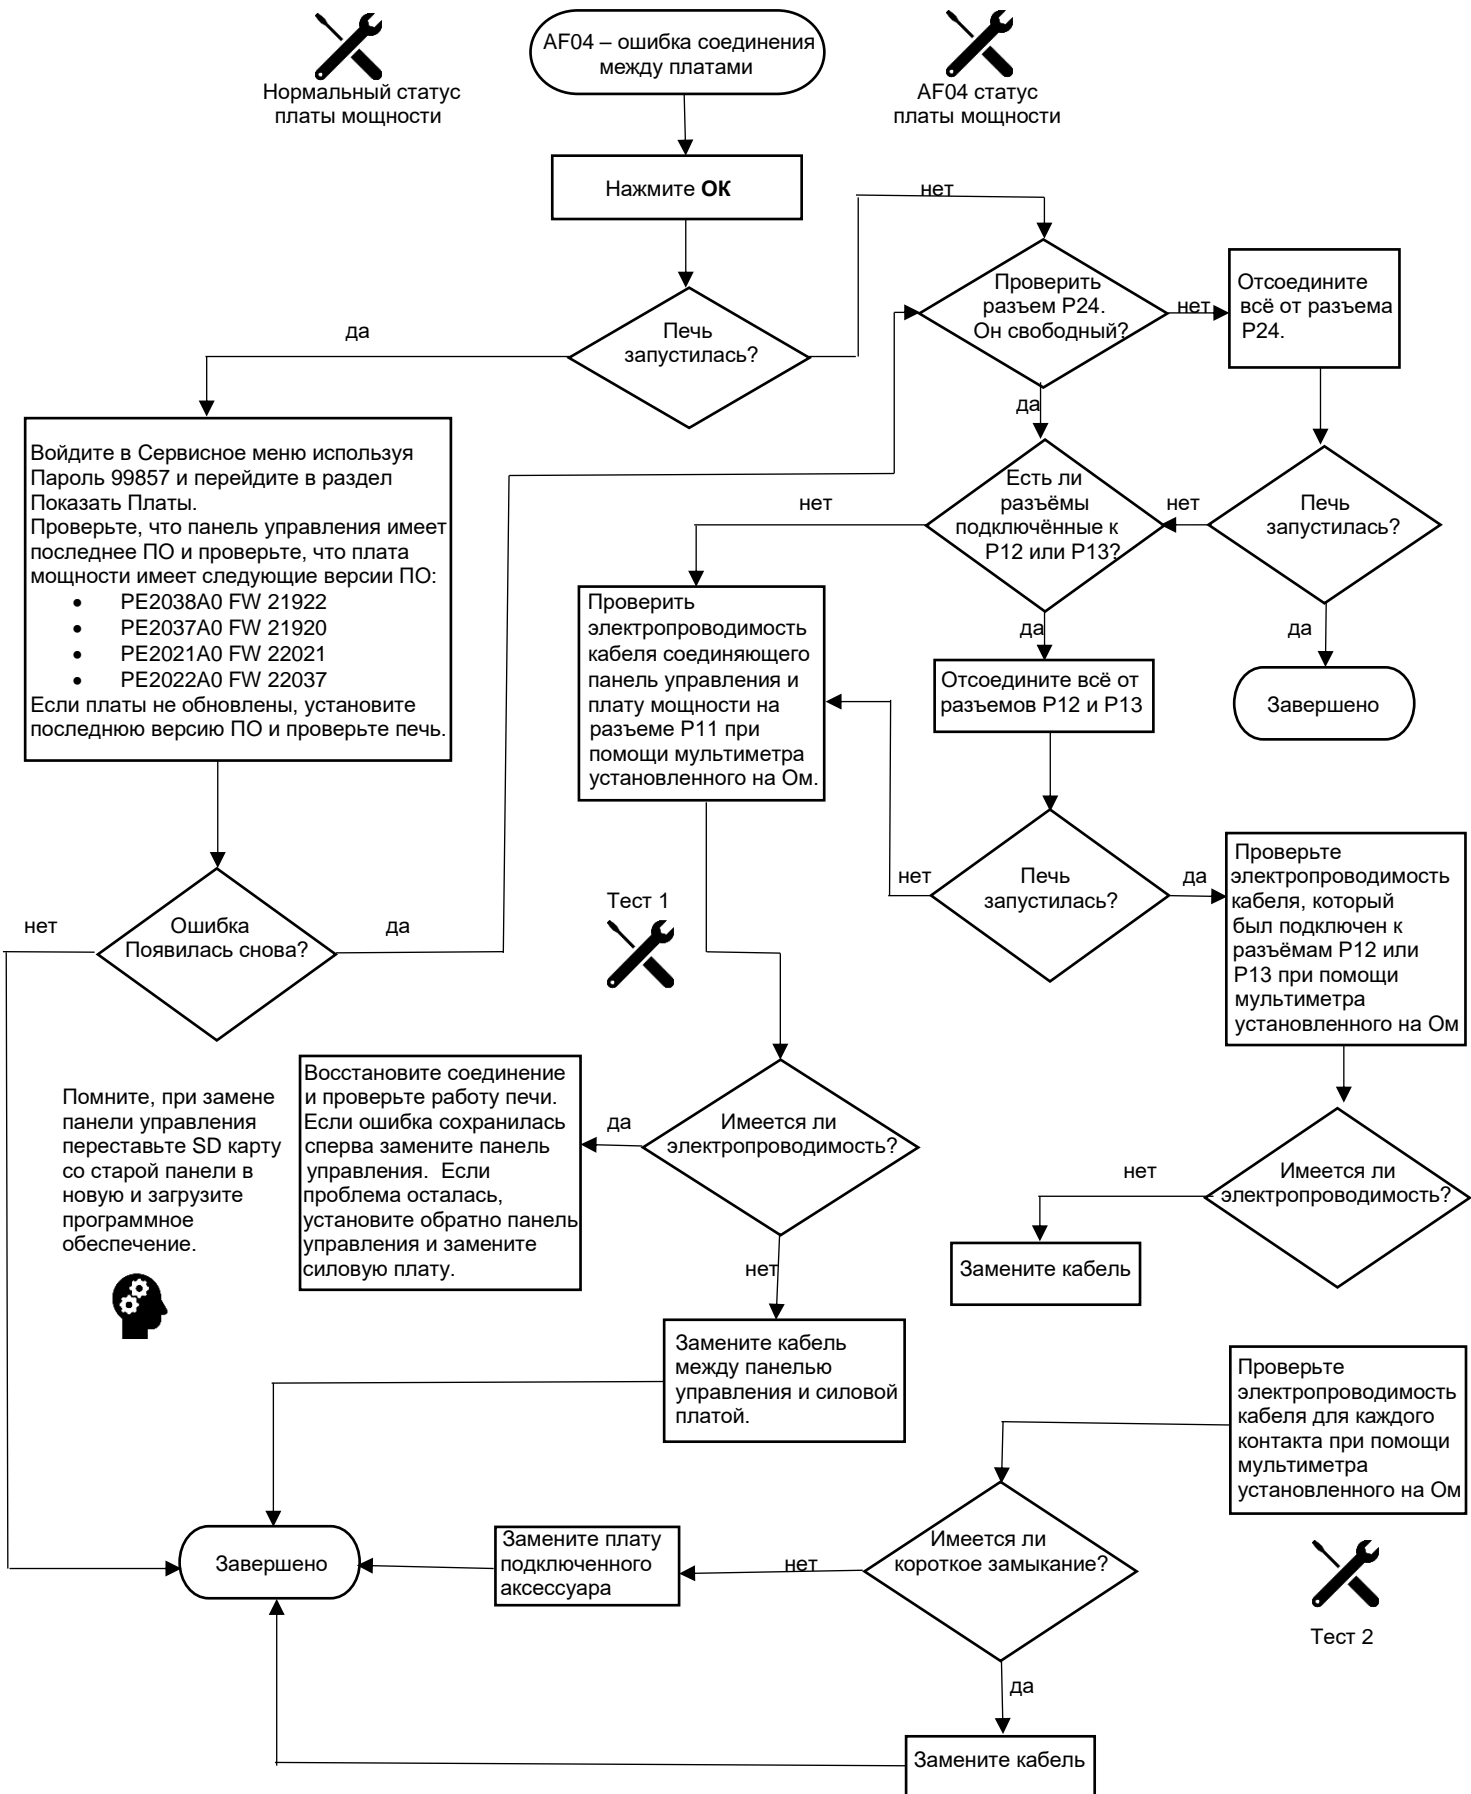 Нормальный статус
платы мощности
AF04 – ошибка соединения
между платами
AF04 статус
платы мощности
Нажмите ОК
нет
Печь
запустилась?
да
Проверить
разъем P24.
Он свободный?
нет
Отсоедините
всё от разъема
P24.
да
Войдите в Сервисное меню используя
Пароль 99857 и перейдите в раздел
Показать Платы.
Проверьте, что панель управления имеет
последнее ПО и проверьте, что плата
мощности имеет следующие версии ПО:
• PE2038A0 FW 21922
• PE2037A0 FW 21920
• PE2021A0 FW 22021
• PE2022A0 FW 22037
Если платы не обновлены, установите
последнюю версию ПО и проверьте печь.
Есть ли
разъёмы
подключённые к
P12 или P13?
нет
нет
Печь
запустилась?
да
Завершено
да
Проверить
электропроводимость
кабеля соединяющего
панель управления и
плату мощности на
разъеме P11 при
помощи мультиметра
установленного на Ом.
Отсоедините всё от
разъемов P12 и P13
Печь
запустилась?
нет
да
Проверьте
электропроводимость
кабеля, который
был подключен к
разъёмам P12 или
P13 при помощи
мультиметра
установленного на Ом
нет
Ошибка
Появилась снова?
да
Тест 1
Помните, при замене
панели управления
переставьте SD карту
со старой панели в
новую и загрузите
программное
обеспечение.
Восстановите соединение
и проверьте работу печи.
Если ошибка сохранилась
сперва замените панель
управления. Если
проблема осталась,
установите обратно панель
управления и замените
силовую плату.
да
Имеется ли
электропроводимость?
нет
нет
Имеется ли
электропроводимость?
Замените кабель
Замените кабель
между панелью
управления и силовой
платой.
Проверьте
электропроводимость
кабеля для каждого
контакта при помощи
мультиметра
установленного на Ом
Завершено
Замените плату
подключенного
аксессуара
нет
Имеется ли
короткое замыкание?
Тест 2
да
Замените кабель